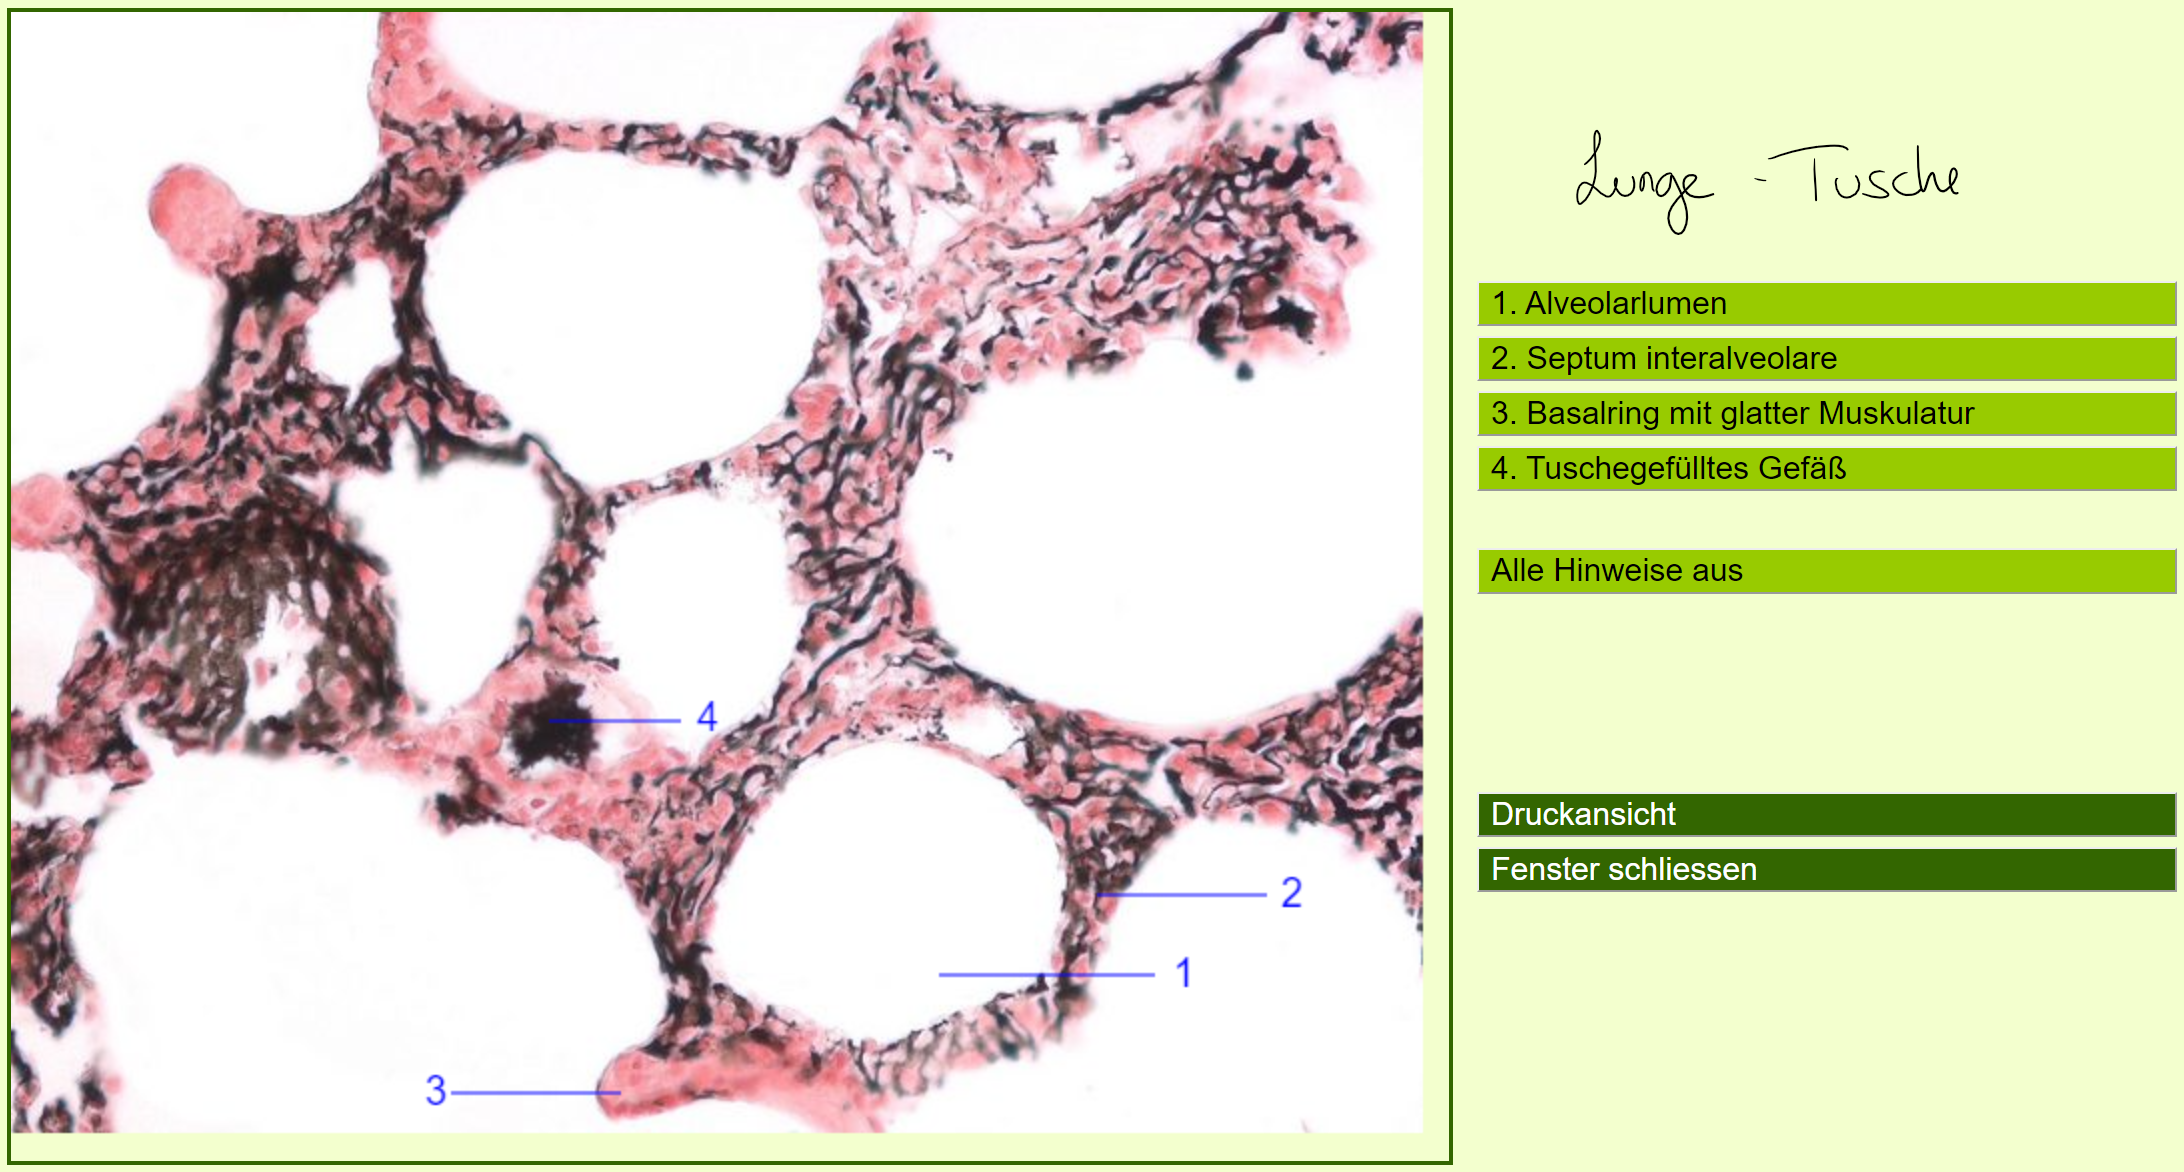 Lunge - Tusche
1. Alveolarlumen
2. Septum interalveolare
3. Basalring mit glatter Muskulatur
4. Tuschegefülltes Gefäß
Alle Hinweise aus
4
Druckansicht
Fenster schliessen
2
1
3